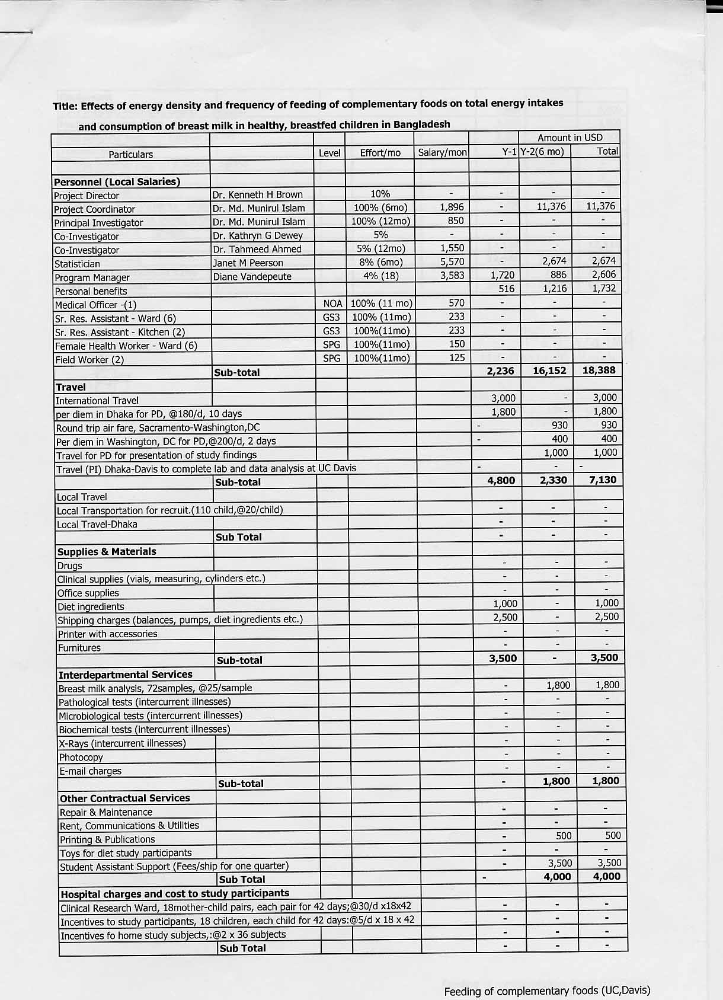 Title: Effects of energy density and frequency of feeding of complementary foods on total energy intakes
and consumption of breast milk in healthy, breastfed children in Bangladesh
Amount in USD
Particulars Level Effort/mo Salary/mon Y-1 Y-2(6 mo) Total
Personnel (Local Salaries)
Project Director Dr. Kenneth H Brown 10% - - - -
Project Coordinator Dr. Md. Munirul Islam 100% (6mo) 1,896 - 11,376 11,376
Principal Investigator Dr. Md. Munirul Islam 100% (12mo) 850 - - -
Co-Investigator Dr. Kathryn G Dewey 5% - - - -
Co-Investigator Dr. Tahmeed Ahmed 5% (12mo) 1,550 - - -
Statistician Janet M Peerson 8% (6mo) 5,570 - 2,674 2,674
Program Manager Diane Vandepeute 4% (18) 3,583 1,720 886 2,606
Personal benefits 516 1,216 1,732
Medical Officer -(1) NOA 100% (11 mo) 570 - - -
Sr. Res. Assistant - Ward (6) GS3 100% (11mo) 233 - - -
Sr. Res. Assistant - Kitchen (2) GS3 100%(11mo) 233 - - -
Female Health Worker - Ward (6) SPG 100%(11mo) 150 - - -
Field Worker (2) SPG 100%(11mo) 125 - - -
Sub-total 2,236 16,152 18,388
Travel
International Travel 3,000 - 3,000
per diem in Dhaka for PD, @180/d, 10 days 1,800 - 1,800
Round trip air fare, Sacramento-Washington,DC - 930 930
Per diem in Washington, DC for PD,@200/d, 2 days - 400 400
Travel for PD for presentation of study findings 1,000 1,000
Travel (PI) Dhaka-Davis to complete lab and data analysis at UC Davis - - -
Sub-total 4,800 2,330 7,130
Local Travel
Local Transportation for recruit.(110 child,@20/child) - - -
Local Travel-Dhaka - - -
Sub Total - - -
Supplies & Materials
Drugs - - -
Clinical supplies (vials, measuring, cylinders etc.) - - -
Office supplies - - -
Diet ingredients 1,000 - 1,000
Shipping charges (balances, pumps, diet ingredients etc.) 2,500 - 2,500
Printer with accessories - - -
Furnitures - - -
Sub-total 3,500 - 3,500
Interdepartmental Services
Breast milk analysis, 72samples, @25/sample - 1,800 1,800
Pathological tests (intercurrent illnesses) - - -
Microbiological tests (intercurrent illnesses) - - -
Biochemical tests (intercurrent illnesses) - - -
X-Rays (intercurrent illnesses) - - -
Photocopy - - -
E-mail charges - - -
Sub-total - 1,800 1,800
Other Contractual Services
Repair & Maintenance - - -
Rent, Communications & Utilities - - -
Printing & Publications - 500 500
Toys for diet study participants - -
Student Assistant Support (Fees/ship for one quarter) - 3,500 3,500
Sub Total - 4,000 4,000
Hospital charges and cost to study participants
Clinical Research Ward, 18mother-child pairs, each pair for 42 days;@30/d x18x42 - - -
Incentives to study participants, 18 children, each child for 42 days:@5/d x 18 x 42 - - -
Incentives fo home study subjects,:@2 x 36 subjects - - -
Sub Total - - -
Feeding of complementary foods (UC,Davis)